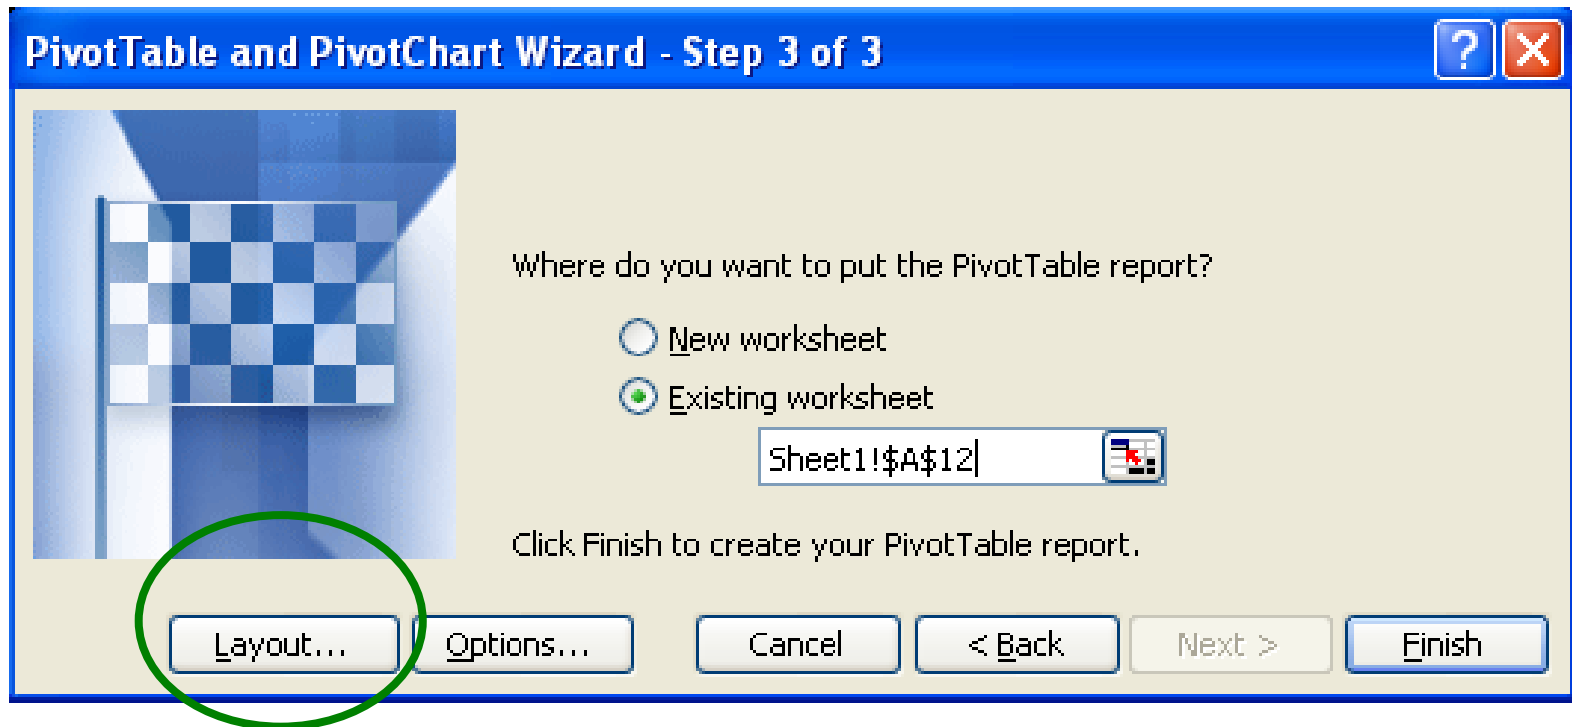 PivotTable and PivotChart Wizard - Step 3 of 3
?
Where do you want to put the PivotTable report?
New worksheet
Existing worksheet
Sheet1!$A$12
Click Finish to create your PivotTable report.
Layout... Options... Cancel < Back Next > Finish